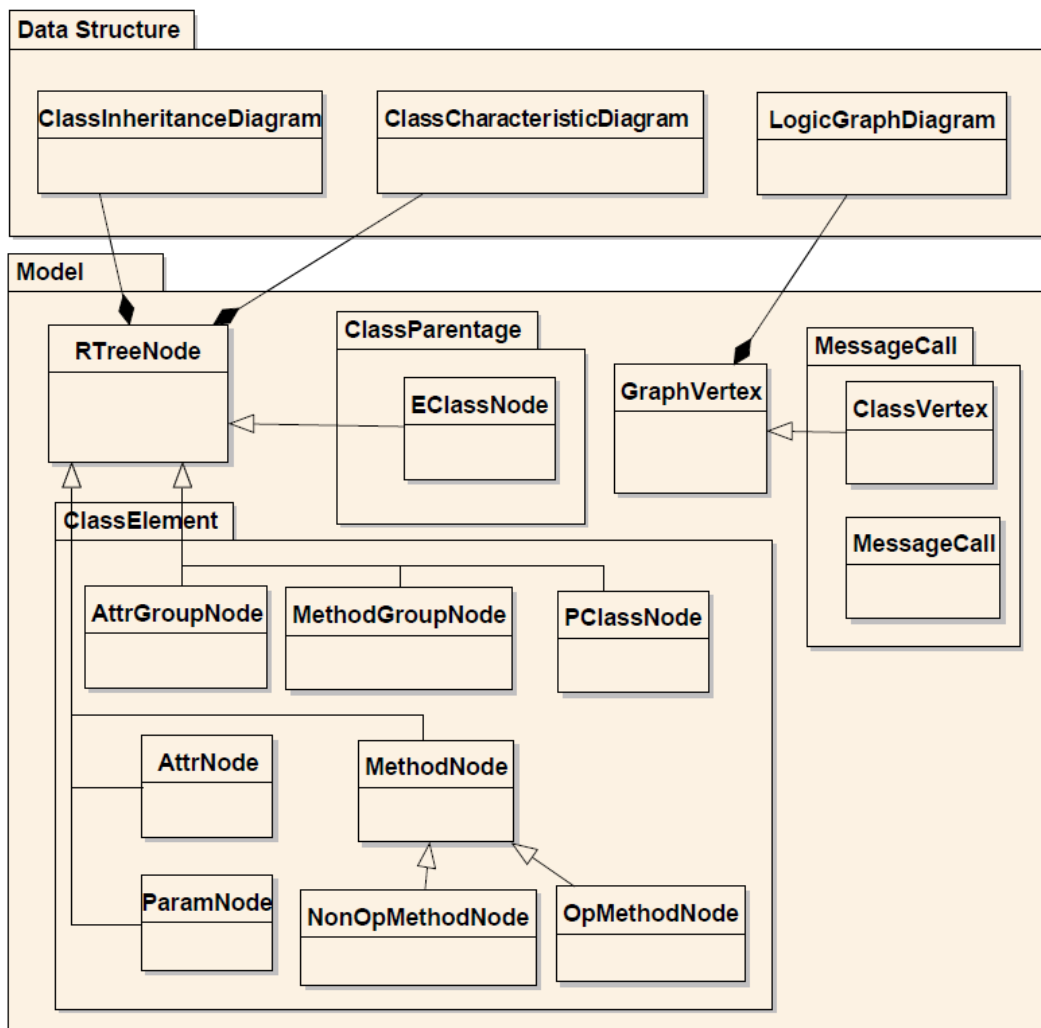 Data Structure
ClassInheritanceDiagram
ClassCharacteristicDiagram
LogicGraphDiagram
Model
RTreeNode
ClassParentage
EClassNode
GraphVertex
MessageCall
ClassVertex
MessageCall
ClassElement
AttrGroupNode
MethodGroupNode
PClassNode
AttrNode
MethodNode
ParamNode
NonOpMethodNode
OpMethodNode